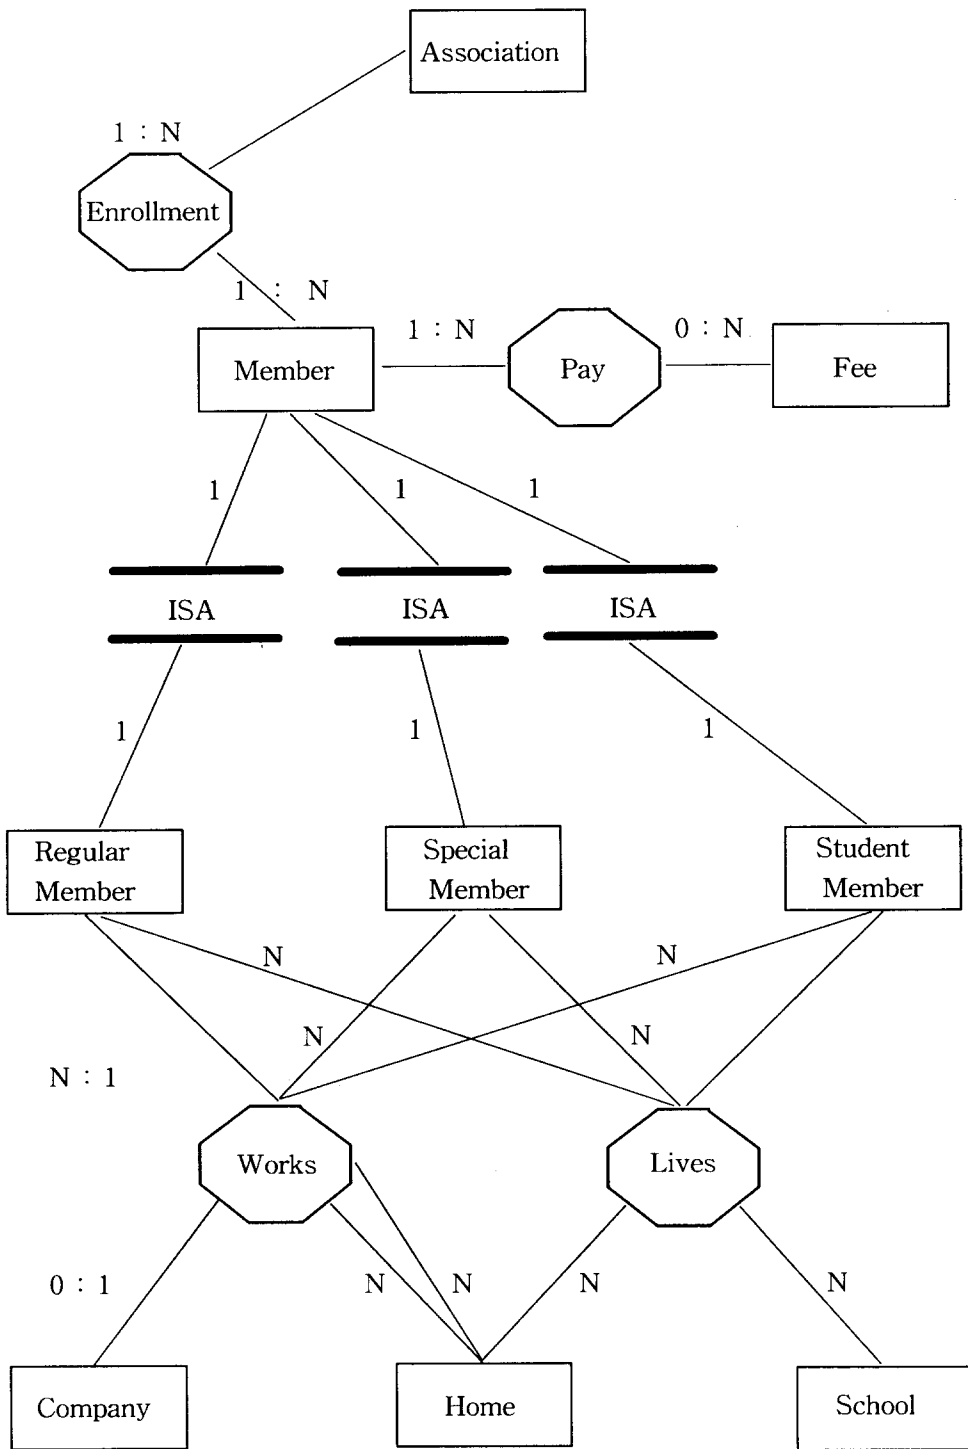 Association
1 : N
Enrollment
1 : N
1 : N
0 : N
Member
Pay
Fee
1
1
1
ISA
ISA
ISA
1
1
1
Regular
Member
Special
Member
Student
Member
N
N
N
N
N : 1
Works
Lives
0 : 1
N
N
N
N
Company
Home
School